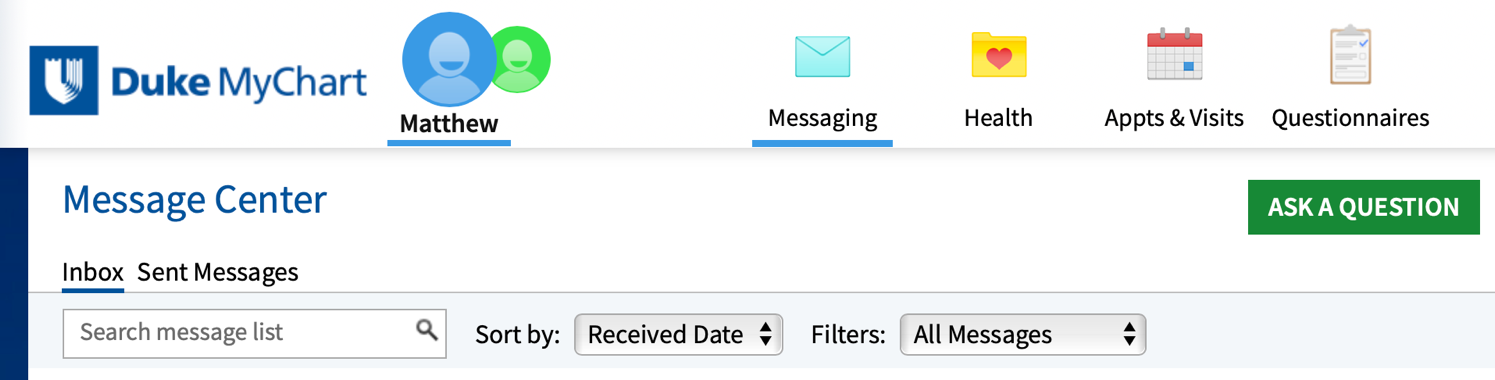 Duke MyChart
Matthew
Messaging
Health
Appts & Visits
Questionnaires
Message Center
ASK A QUESTION
Inbox Sent Messages
Search message list
Sort by: Received Date
Filters: All Messages